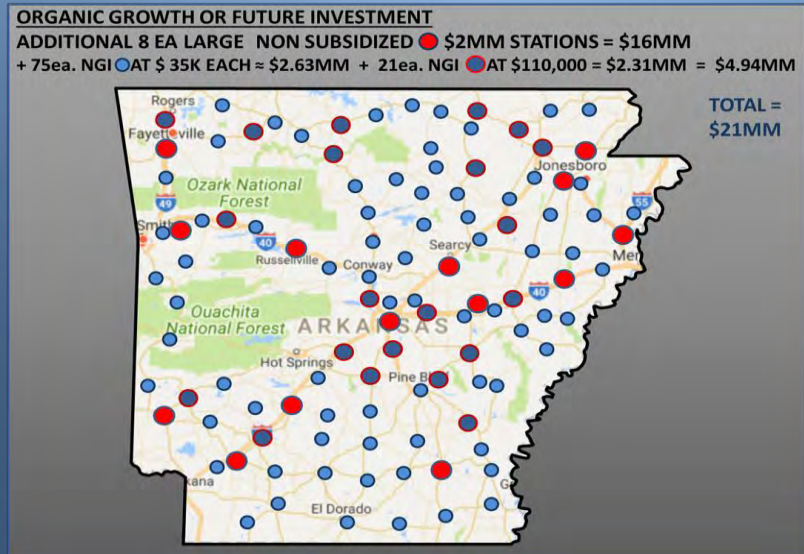 ORGANIC GROWTH OR FUTURE INVESTMENT
ADDITIONAL 8 EA LARGE NON SUBSIDIZED $2MM STATIONS = $16MM
+ 75ea. NGI AT $ 35K EACH ≈ $2.63MM + 21ea. NGI AT $110,000 = $2.31MM = $4.94MM
TOTAL =
$21MM
Rogers
Fayetteville
Jonesboro
Ozark National
Forest
49
55
Smith
40
Searcy
Mem
Russellville
Conway
40
Ouachita
National Forest
ARKANSAS
Hot Springs
Pine Bl
kana
El Dorado
G